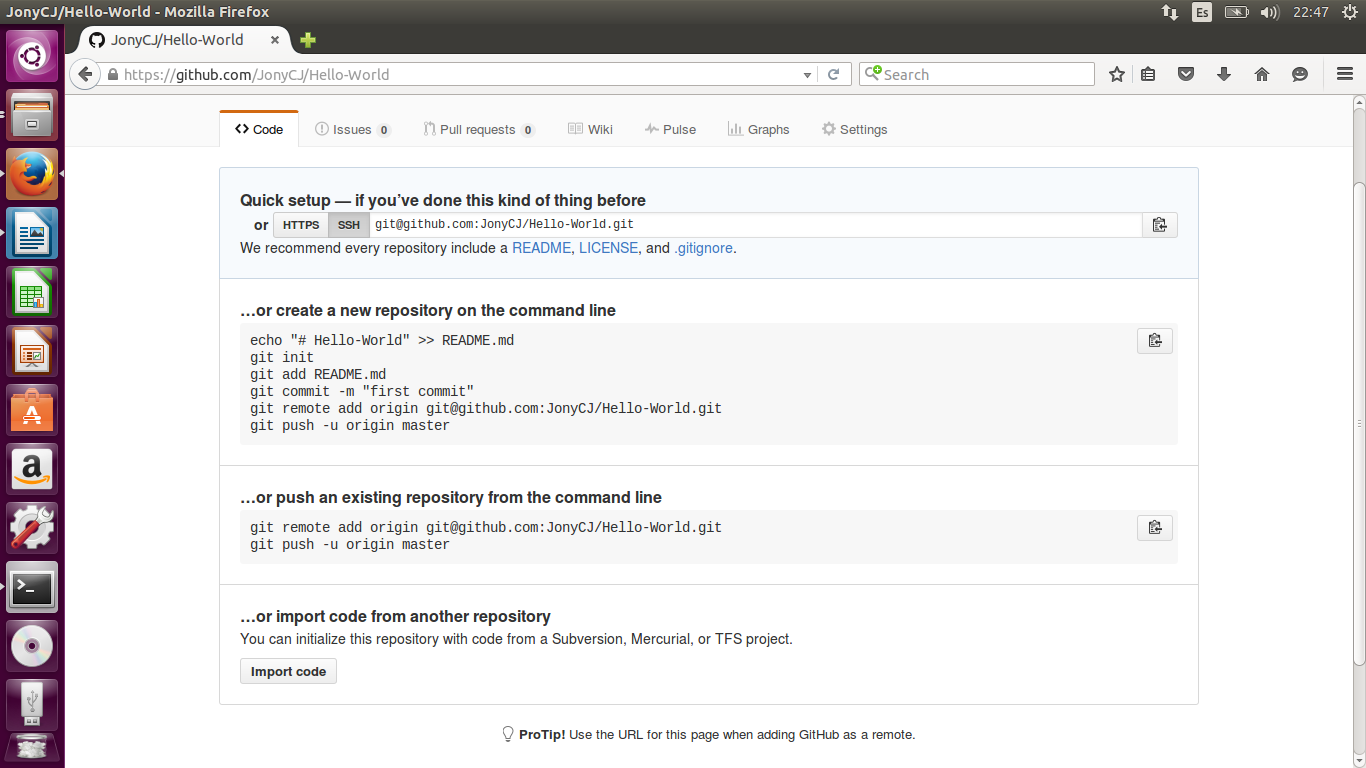 JonyCJ/Hello-World - Mozilla Firefox
Es
22:47
JonyCJ/Hello-World
https://github.com/JonyCJ/Hello-World
Search
Code
Issues 0
Pull requests 0
Wiki
Pulse
Graphs
Settings
Quick setup — if you’ve done this kind of thing before
or HTTPS SSH git@github.com:JonyCJ/Hello-World.git
We recommend every repository include a README, LICENSE, and .gitignore.
…or create a new repository on the command line
echo "# Hello-World" >> README.md
git init
git add README.md
git commit -m "first commit"
git remote add origin git@github.com:JonyCJ/Hello-World.git
git push -u origin master
…or push an existing repository from the command line
git remote add origin git@github.com:JonyCJ/Hello-World.git
git push -u origin master
…or import code from another repository
You can initialize this repository with code from a Subversion, Mercurial, or TFS project.
Import code
ProTip! Use the URL for this page when adding GitHub as a remote.